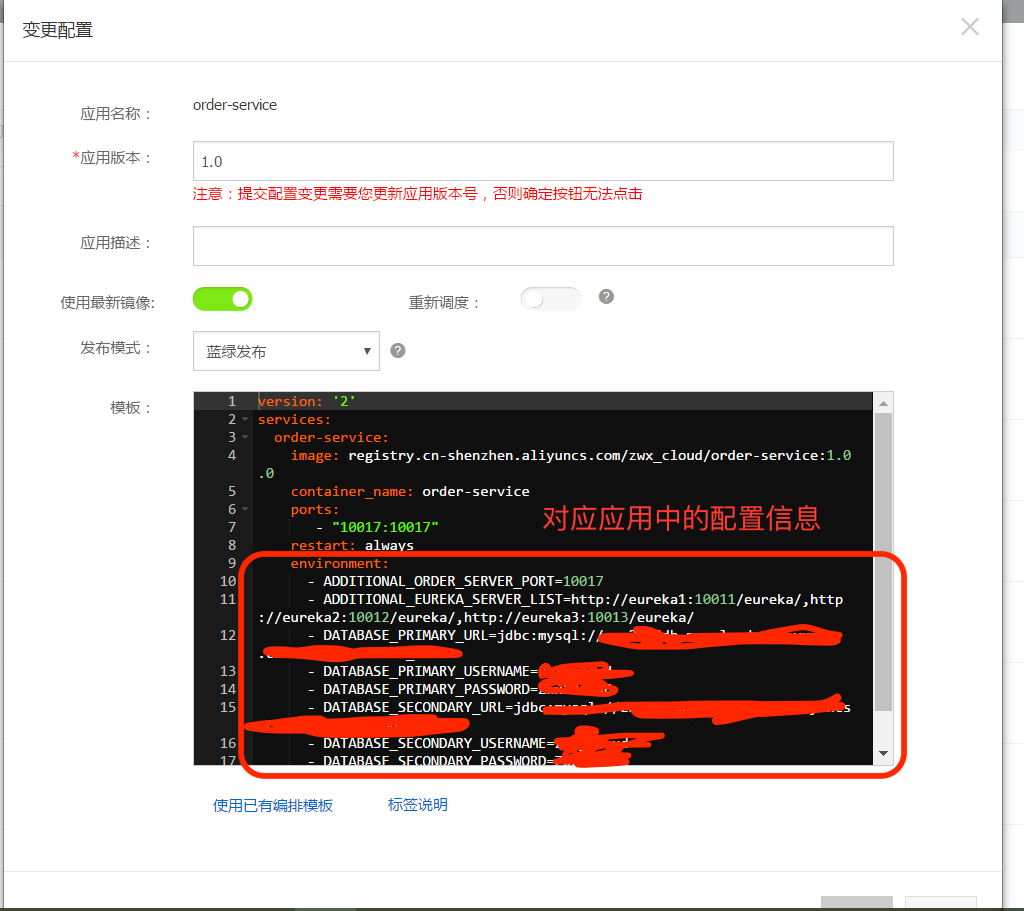 变更配置
应用名称：
order-service
*应用版本：
1.0
注意：提交配置变更需要您更新应用版本号，否则确定按钮无法点击
应用描述：
使用最新镜像:
重新调度：
?
发布模式：
蓝绿发布
?
模板：
1 version: '2'
2 services:
3 order-service:
4 image: registry.cn-shenzhen.aliyuncs.com/zwx_cloud/order-service:1.0
.0
5 container_name: order-service
6 ports:
7 - "10017:10017"
对应应用中的配置信息
8 restart: always
9 environment:
10 - ADDITIONAL_ORDER_SERVER_PORT=10017
11 - ADDITIONAL_EUREKA_SERVER_LIST=http://eureka1:10011/eureka/,http
://eureka2:10012/eureka/,http://eureka3:10013/eureka/
12 - DATABASE_PRIMARY_URL=jdbc:mysql://
13 - DATABASE_PRIMARY_USERNAME=
14 - DATABASE_PRIMARY_PASSWORD=
15 - DATABASE_SECONDARY_URL=jdbc:mysql://
16 - DATABASE_SECONDARY_USERNAME=
17 - DATABASE_SECONDARY_PASSWORD=
使用已有编排模板
标签说明